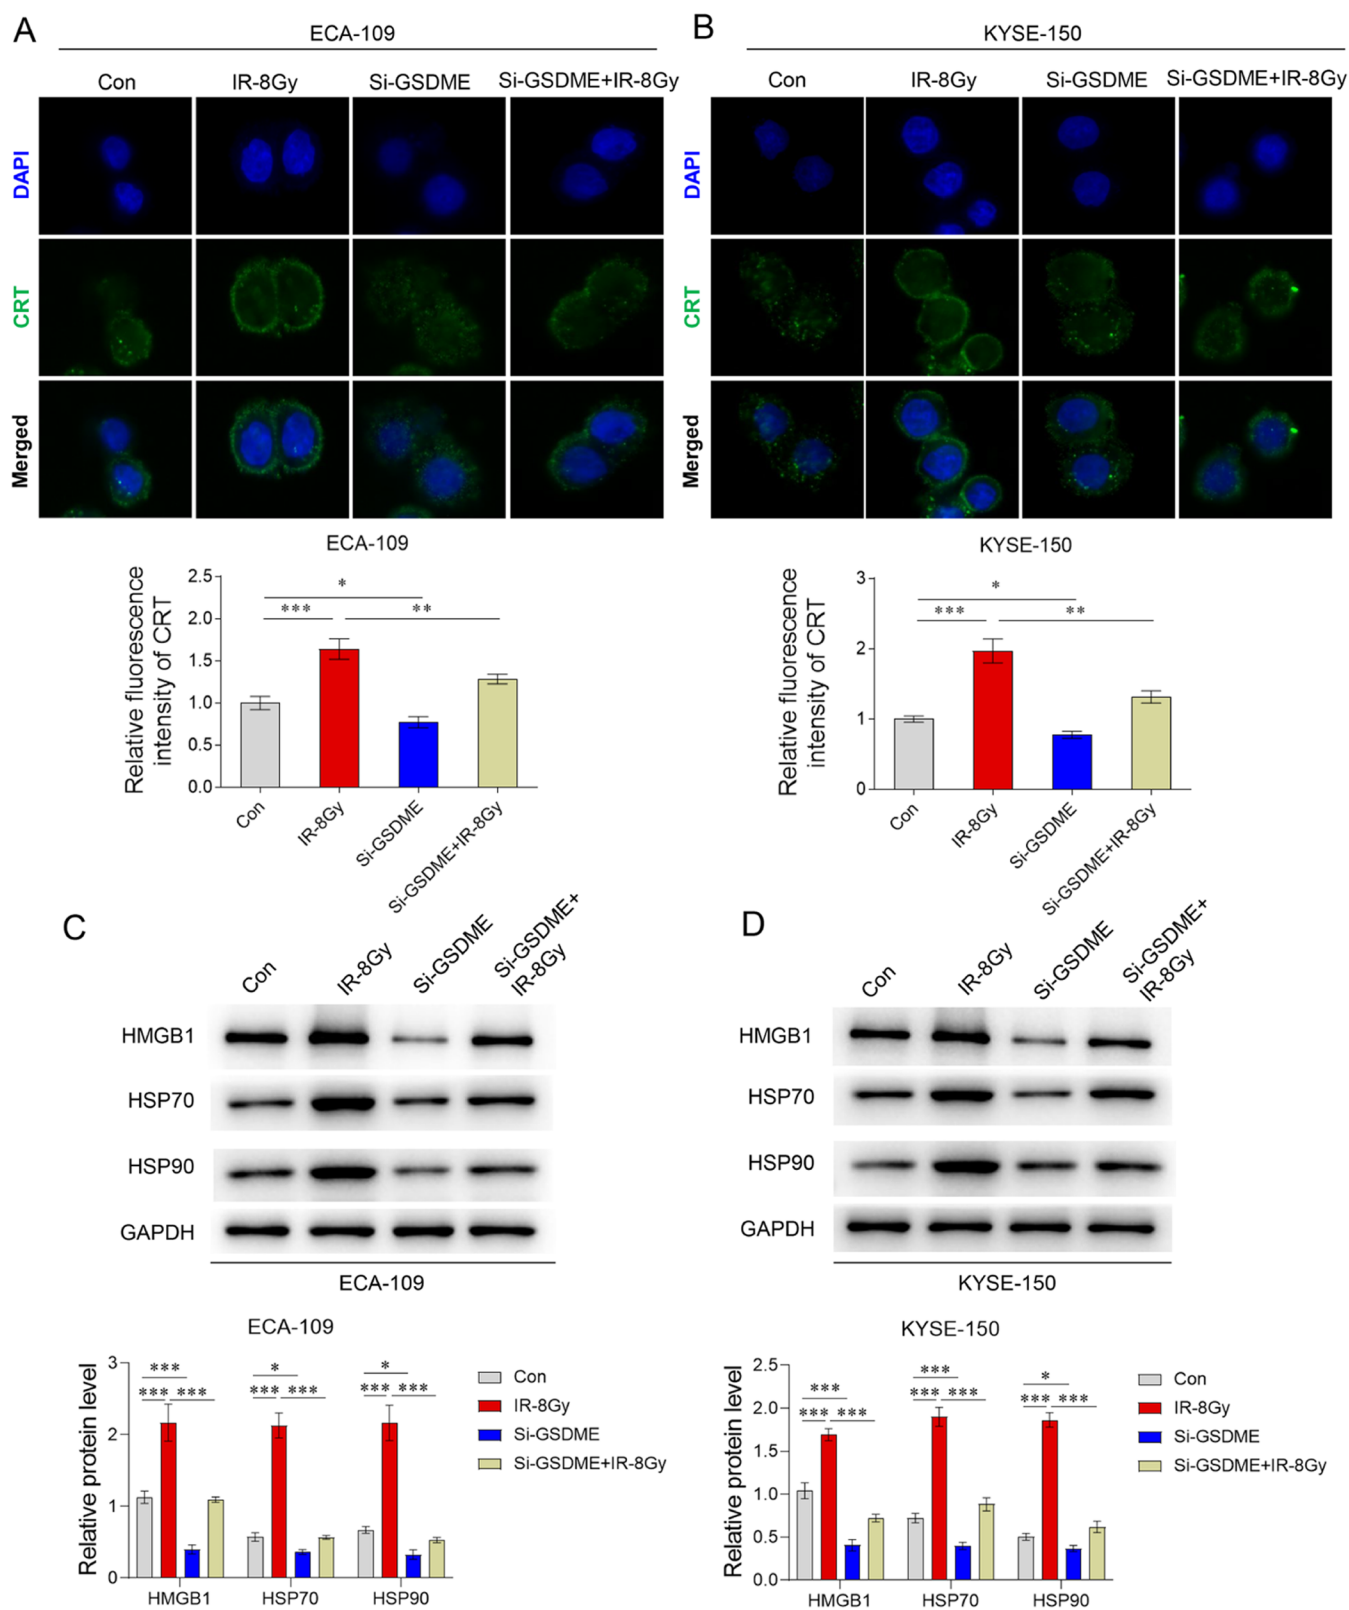 A
ECA-109
Con
IR-8Gy
Si-GSDME
Si-GSDME+IR-8Gy
DAPI
CRT
Merged
ECA-109
Relative fluorescence
intensity of CRT
2.5
2.0
1.5
1.0
0.5
0.0
*
***
**
Con
IR-8Gy
Si-GSDME
Si-GSDME+IR-8Gy
B
KYSE-150
Con
IR-8Gy
Si-GSDME
Si-GSDME+IR-8Gy
DAPI
CRT
Merged
KYSE-150
Relative fluorescence
intensity of CRT
3
2
1
0
*
***
**
Con
IR-8Gy
Si-GSDME
Si-GSDME+IR-8Gy
C
Con
IR-8Gy
Si-GSDME
Si-GSDME+
IR-8Gy
HMGB1
HSP70
HSP90
GAPDH
ECA-109
ECA-109
Relative protein level
3
2
1
0
***
*** ***
*
*** ***
*
*** ***
HMGB1
HSP70
HSP90
Con
IR-8Gy
Si-GSDME
Si-GSDME+IR-8Gy
D
Con
IR-8Gy
Si-GSDME
Si-GSDME+
IR-8Gy
HMGB1
HSP70
HSP90
GAPDH
KYSE-150
KYSE-150
Relative protein level
2.5
2.0
1.5
1.0
0.5
0.0
***
*** ***
***
*** ***
*
*** ***
HMGB1
HSP70
HSP90
Con
IR-8Gy
Si-GSDME
Si-GSDME+IR-8Gy